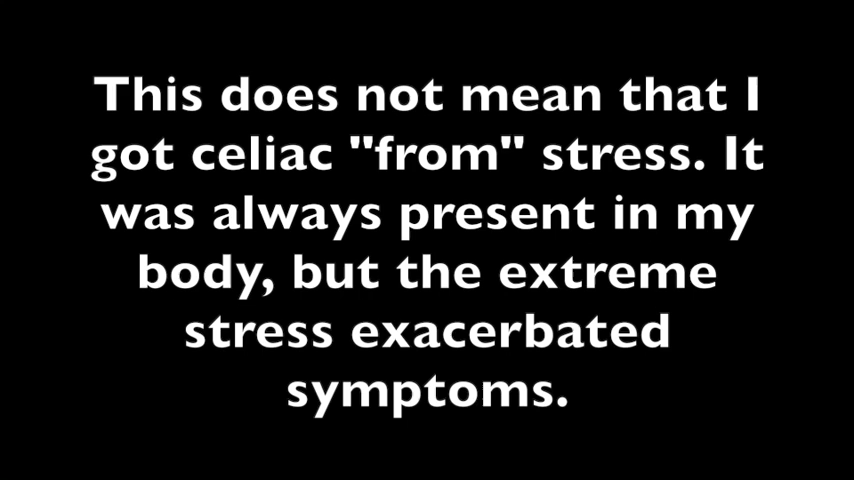 This does not mean that I
got celiac "from" stress. It
was always present in my
body, but the extreme
stress exacerbated
symptoms.